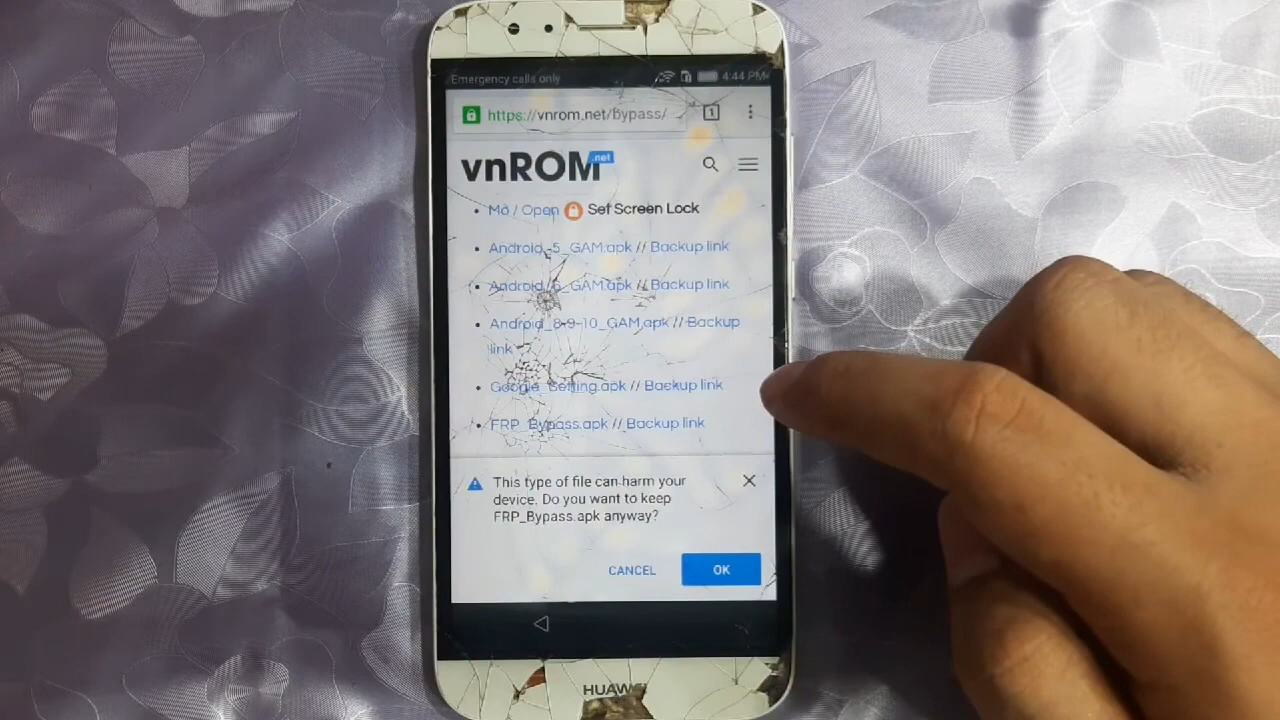 Emergency calls only
4:44 PM
https://vnrom.net/bypass/
1
vnROM.net
Mở / Open Set Screen Lock
Android_5_GAM.apk // Backup link
Android_6_GAM.apk // Backup link
Android_8-9-10_GAM.apk // Backup
link
Google_Setting.apk // Backup link
FRP_Bypass.apk // Backup link
This type of file can harm your
device. Do you want to keep
FRP_Bypass.apk anyway?
CANCEL
OK
HUAWEI